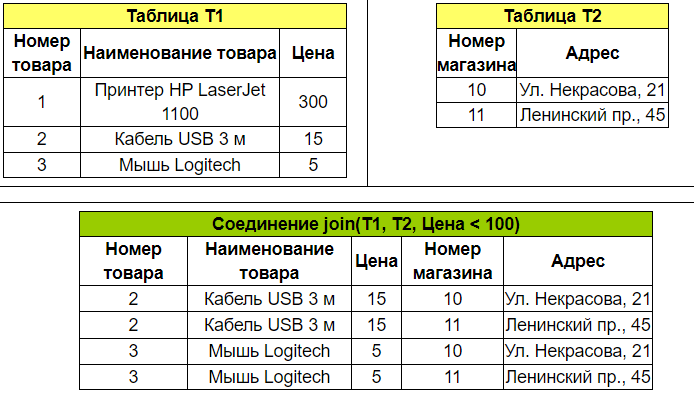 Таблица T1
Номер товара Наименование товара Цена
1 Принтер HP LaserJet 1100 300
2 Кабель USB 3 м 15
3 Мышь Logitech 5
Таблица T2
Номер магазина Адрес
10 Ул. Некрасова, 21
11 Ленинский пр., 45
Соединение join(T1, T2, Цена < 100)
Номер товара Наименование товара Цена Номер магазина Адрес
2 Кабель USB 3 м 15 10 Ул. Некрасова, 21
2 Кабель USB 3 м 15 11 Ленинский пр., 45
3 Мышь Logitech 5 10 Ул. Некрасова, 21
3 Мышь Logitech 5 11 Ленинский пр., 45